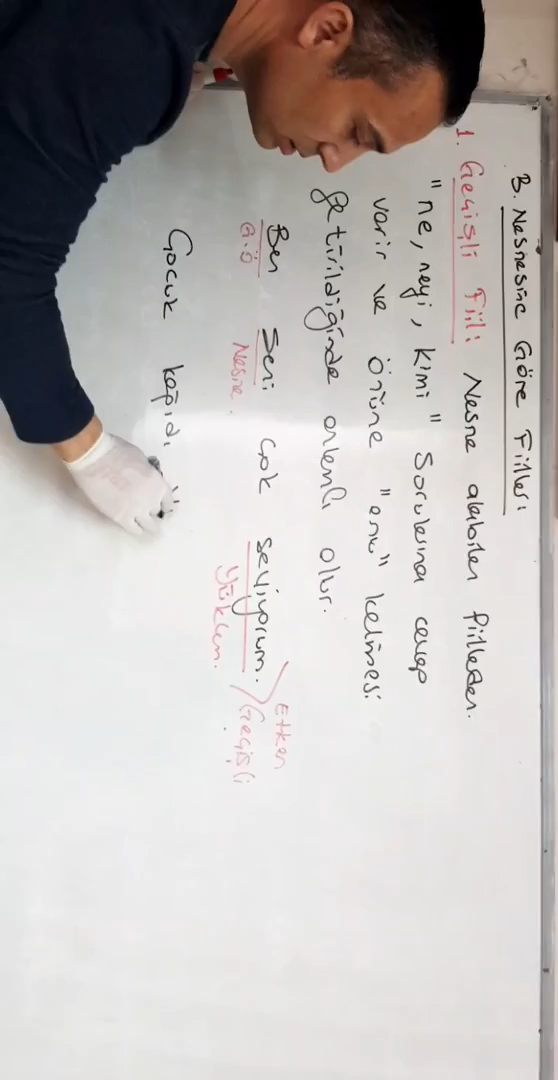 B. Nesnesine Göre Fiiller:
1. Geçişli Fiil: Nesne alabilen fiillerdir.
"ne, neyi, kimi" sorularına cevap
verir ve önüne "onu" kelimesi
getirildiğinde anlamlı olur.
Ben Seni çok seviyorum. Etken
G.Ö Nesne. Yüklem. Geçişli
Çocuk kağıdı